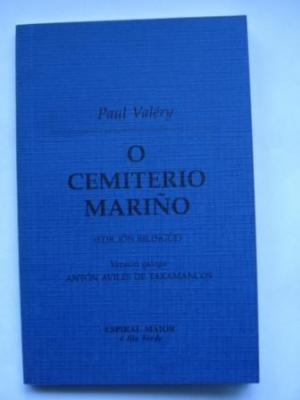 Paul Valéry
O
CEMITERIO
MARIÑO
(EDICIÓN BILINGÜE)
Versión galega
ANTÓN AVILÉS DE TARAMANCOS
ESPIRAL MAIOR